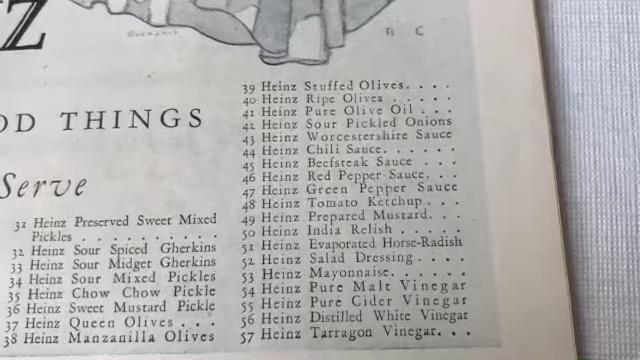 Z
OD THINGS
Serve
31 Heinz Preserved Sweet Mixed
Pickles . . . . . . . . . .
32 Heinz Sour Spiced Gherkins
33 Heinz Sour Midget Gherkins
34 Heinz Sour Mixed Pickles
35 Heinz Chow Chow Pickle
36 Heinz Sweet Mustard Pickle
37 Heinz Queen Olives . . .
38 Heinz Manzanilla Olives
39 Heinz Stuffed Olives. . . .
40 Heinz Ripe Olives . . . . .
41 Heinz Pure Olive Oil . . .
42 Heinz Sour Pickled Onions
43 Heinz Worcestershire Sauce
44 Heinz Chili Sauce. . . . . .
45 Heinz Beefsteak Sauce . . .
46 Heinz Red Pepper Sauce. . .
47 Heinz Green Pepper Sauce
48 Heinz Tomato Ketchup. . .
49 Heinz Prepared Mustard. . .
50 Heinz India Relish . . . . .
51 Heinz Evaporated Horse-Radish
52 Heinz Salad Dressing . . . .
53 Heinz Mayonnaise. . . . . .
54 Heinz Pure Malt Vinegar
55 Heinz Pure Cider Vinegar
56 Heinz Distilled White Vinegar
57 Heinz Tarragon Vinegar. . .